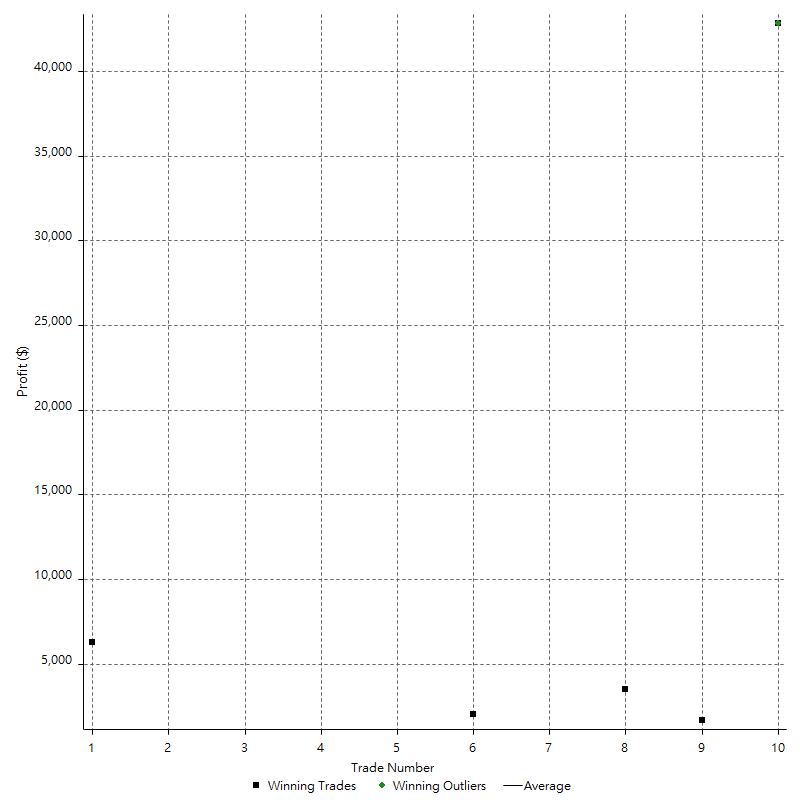 40,000
35,000
30,000
25,000
20,000
15,000
10,000
5,000
Profit ($)
1 2 3 4 5 6 7 8 9 10
Trade Number
Winning Trades Winning Outliers Average